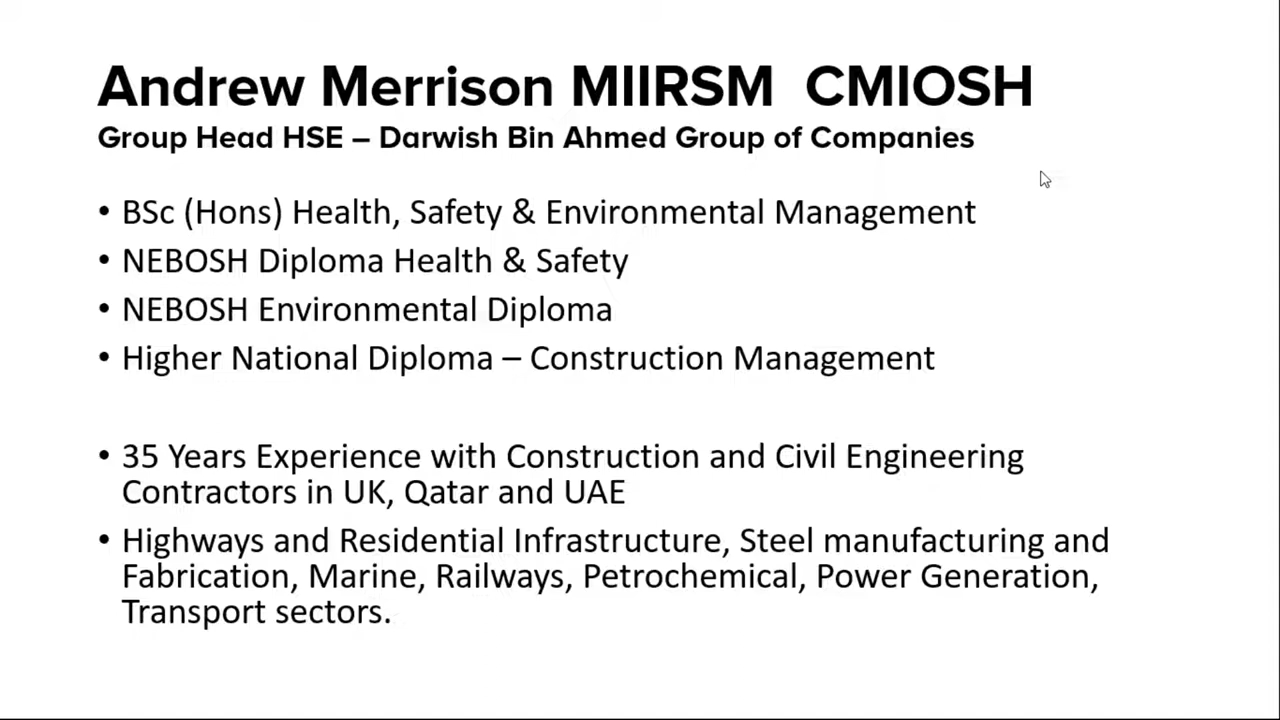 Andrew Merrison MIIRSM CMIOSH
Group Head HSE – Darwish Bin Ahmed Group of Companies
• BSc (Hons) Health, Safety & Environmental Management
• NEBOSH Diploma Health & Safety
• NEBOSH Environmental Diploma
• Higher National Diploma – Construction Management
• 35 Years Experience with Construction and Civil Engineering
Contractors in UK, Qatar and UAE
• Highways and Residential Infrastructure, Steel manufacturing and
Fabrication, Marine, Railways, Petrochemical, Power Generation,
Transport sectors.